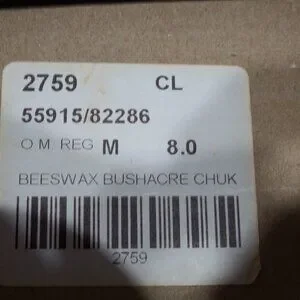 2759 CL
55915/82286
O M REG M 8.0
BEESWAX BUSHACRE CHUK
2759